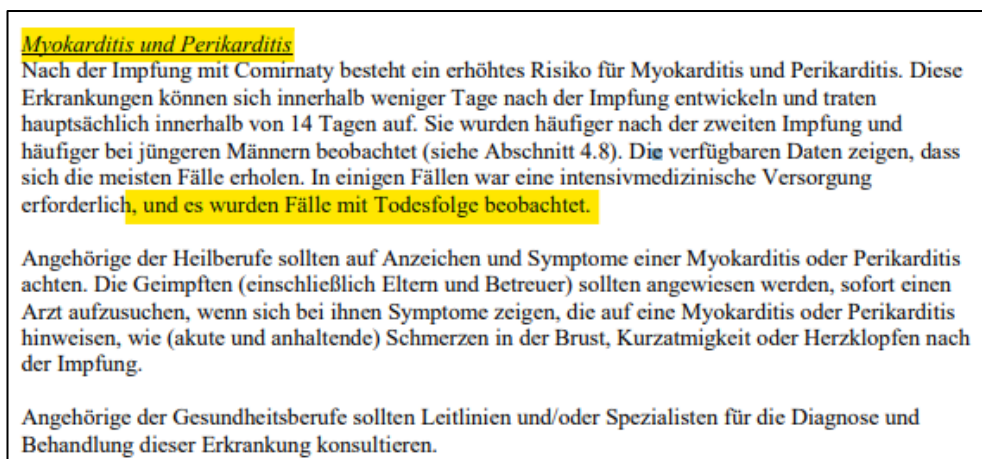 Myokarditis und Perikarditis
Nach der Impfung mit Comirnaty besteht ein erhöhtes Risiko für Myokarditis und Perikarditis. Diese
Erkrankungen können sich innerhalb weniger Tage nach der Impfung entwickeln und traten
hauptsächlich innerhalb von 14 Tagen auf. Sie wurden häufiger nach der zweiten Impfung und
häufiger bei jüngeren Männern beobachtet (siehe Abschnitt 4.8). Die verfügbaren Daten zeigen, dass
sich die meisten Fälle erholen. In einigen Fällen war eine intensivmedizinische Versorgung
erforderlich, und es wurden Fälle mit Todesfolge beobachtet.
Angehörige der Heilberufe sollten auf Anzeichen und Symptome einer Myokarditis oder Perikarditis
achten. Die Geimpften (einschließlich Eltern und Betreuer) sollten angewiesen werden, sofort einen
Arzt aufzusuchen, wenn sich bei ihnen Symptome zeigen, die auf eine Myokarditis oder Perikarditis
hinweisen, wie (akute und anhaltende) Schmerzen in der Brust, Kurzatmigkeit oder Herzklopfen nach
der Impfung.
Angehörige der Gesundheitsberufe sollten Leitlinien und/oder Spezialisten für die Diagnose und
Behandlung dieser Erkrankung konsultieren.